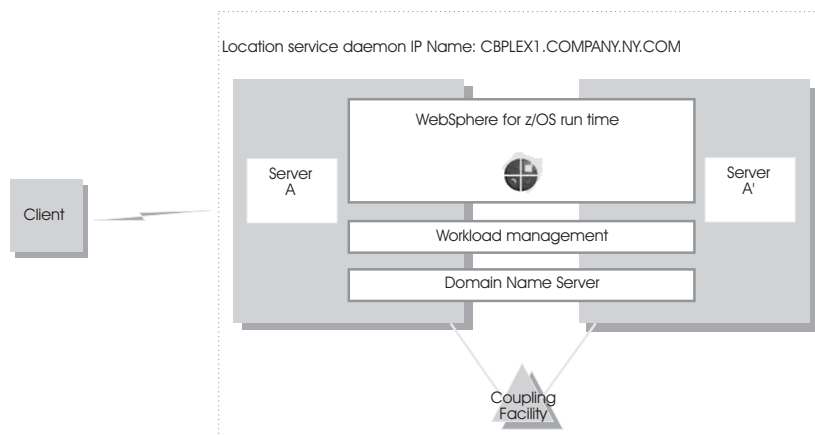 Location service daemon IP Name: CBPLEX1.COMPANY.NY.COM
WebSphere for z/OS run time
Server
A
Server
A'
Client
Workload management
Domain Name Server
Coupling
Facility